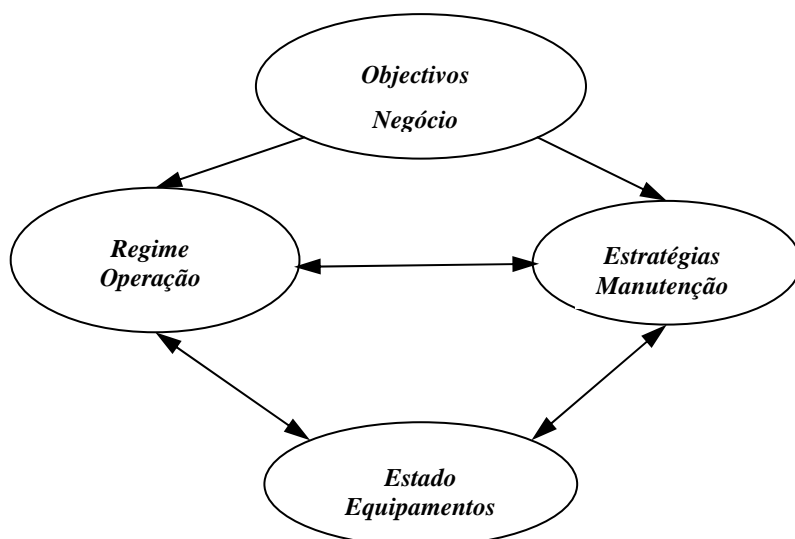 Objectivos
Negócio
Regime
Operação
Estratégias
Manutenção
Estado
Equipamentos